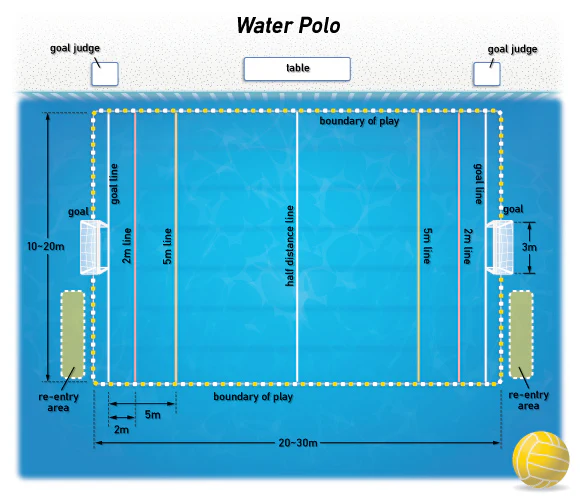 Water Polo
goal judge
goal judge
table
boundary of play
goal line
goal line
goal
goal
2m line
5m line
half distance line
5m line
2m line
10~20m
3m
re-entry
area
re-entry
area
boundary of play
5m
2m
20~30m